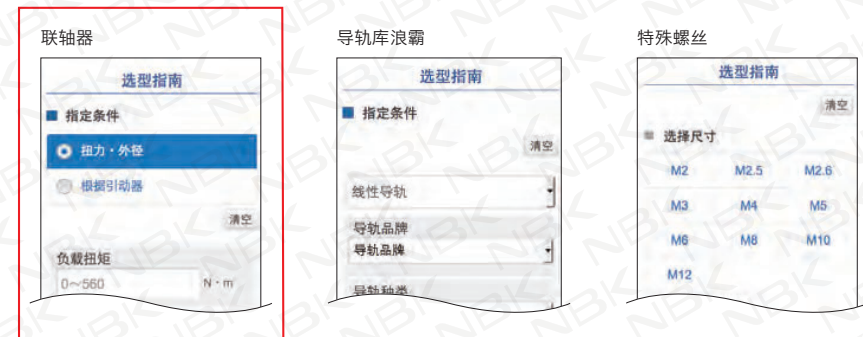 联轴器
选型指南
指定条件
扭力・外径
根据引动器
清空
负载扭矩
0～560 N・m
导轨库浪霸
选型指南
指定条件
清空
线性导轨
导轨品牌
导轨品牌
导轨种类
特殊螺丝
选型指南
清空
选择尺寸
M2 M2.5 M2.6
M3 M4 M5
M6 M8 M10
M12